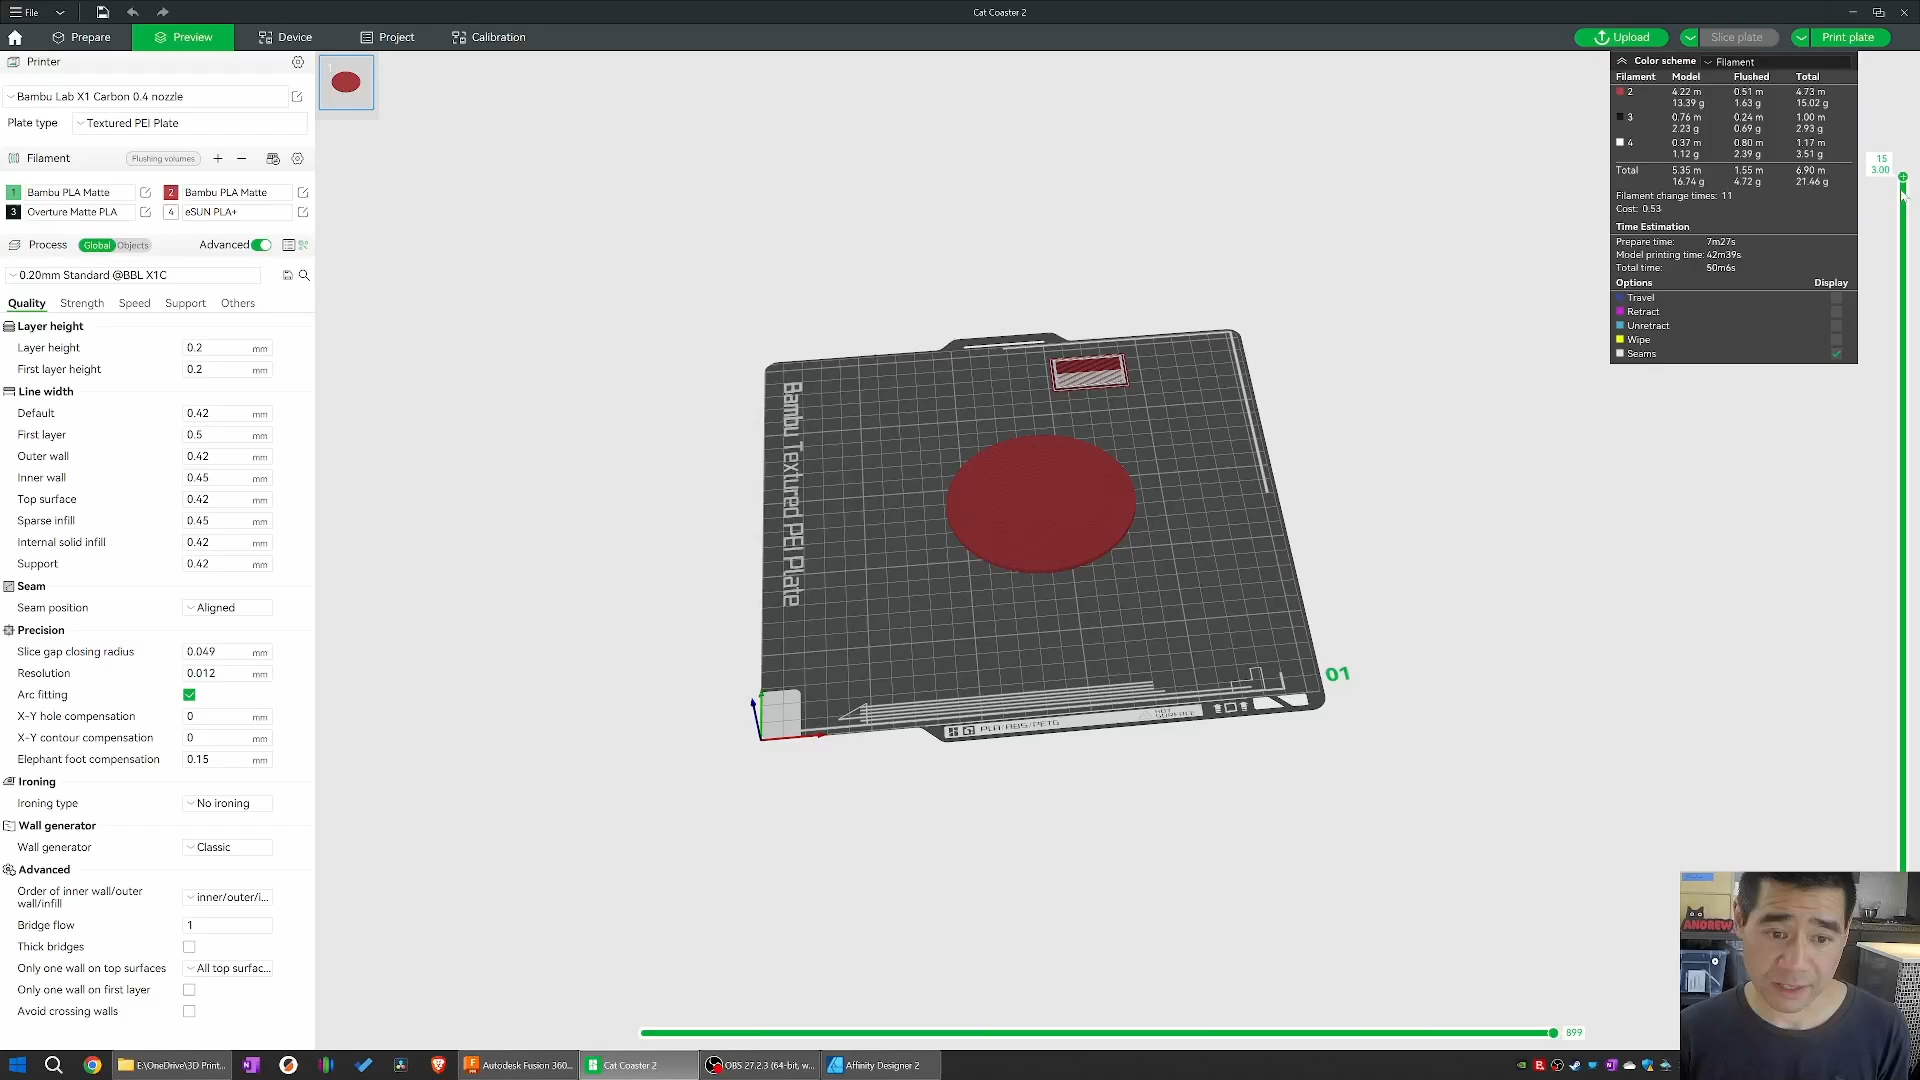 File
Cat Coaster 2
Prepare
Preview
Device
Project
Calibration
Upload
Slice plate
Print plate
Printer
Bambu Lab X1 Carbon 0.4 nozzle
Plate type
Textured PEI Plate
Filament
Flushing volumes
1 Bambu PLA Matte
2 Bambu PLA Matte
3 Overture Matte PLA
4 eSUN PLA+
Process
Global
Objects
Advanced
0.20mm Standard @BBL X1C
Quality
Strength
Speed
Support
Others
Layer height
Layer height 0.2 mm
First layer height 0.2 mm
Line width
Default 0.42 mm
First layer 0.5 mm
Outer wall 0.42 mm
Inner wall 0.45 mm
Top surface 0.42 mm
Sparse infill 0.45 mm
Internal solid infill 0.42 mm
Support 0.42 mm
Seam
Seam position Aligned
Precision
Slice gap closing radius 0.049 mm
Resolution 0.012 mm
Arc fitting
X-Y hole compensation 0 mm
X-Y contour compensation 0 mm
Elephant foot compensation 0.15 mm
Ironing
Ironing type No ironing
Wall generator
Wall generator Classic
Advanced
Order of inner wall/outer
wall/infill
inner/outer/i...
Bridge flow 1
Thick bridges
Only one wall on top surfaces All top surfac...
Only one wall on first layer
Avoid crossing walls
1
Bambu Textured PEI Plate
01
PLA/ABS/PETG
HOT
SURFACE
Color scheme Filament
Filament Model Flushed Total
2 4.22 m 0.51 m 4.73 m
13.39 g 1.63 g 15.02 g
3 0.76 m 0.24 m 1.00 m
2.23 g 0.69 g 2.93 g
4 0.37 m 0.80 m 1.17 m
1.12 g 2.39 g 3.51 g
Total 5.35 m 1.55 m 6.90 m
16.74 g 4.72 g 21.46 g
Filament change times: 11
Cost: 0.53
Time Estimation
Prepare time: 7m27s
Model printing time: 42m39s
Total time: 50m6s
Options Display
Travel
Retract
Unretract
Wipe
Seams
15
3.00
899
ANDREW
E:\OneDrive\3D Print...
Autodesk Fusion 360...
Cat Coaster 2
OBS 27.2.3 (64-bit, w...
Affinity Designer 2